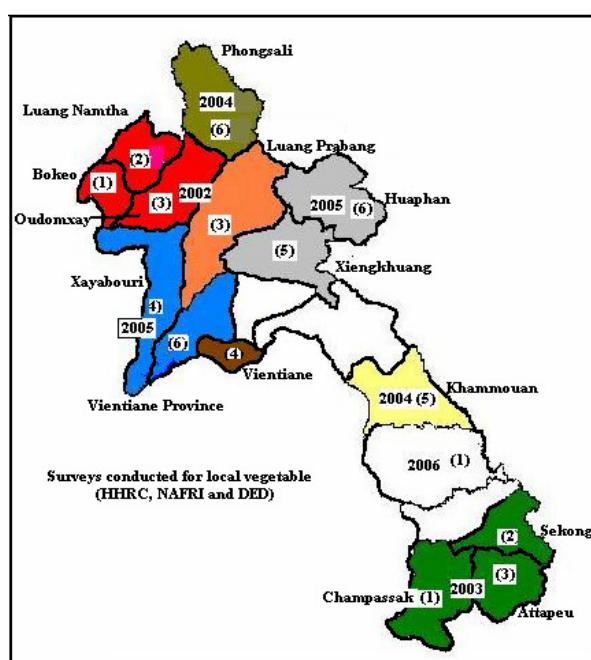 Phongsali
2004
(6)
Luang Namtha
(2)
Luang Prabang
Bokeo
(1)
2002
(3)
Oudomxay
(3)
2005
(6)
Huaphan
(5)
Xiengkhuang
Xayabouri
4)
2005
(6)
(4)
Vientiane
Vientiane Province
Khammouan
2004 (5)
2006 (1)
Surveys conducted for local vegetable
(HHRC, NAFRI and DED)
Sekong
(2)
(3)
Champassak (1)
2003
Attapeu